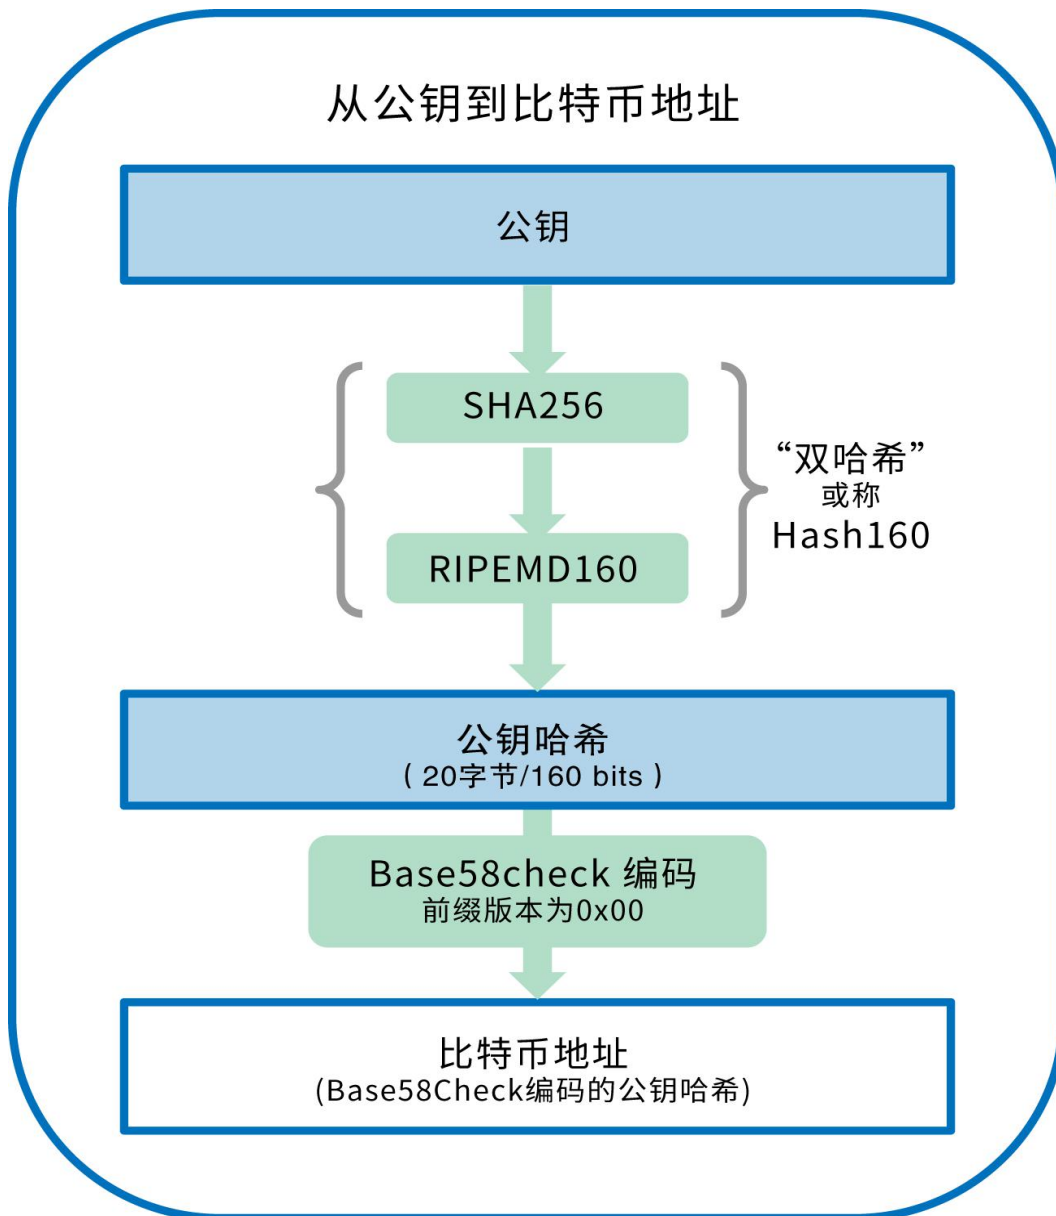 从公钥到比特币地址
公钥
SHA256
RIPEMD160
“双哈希”
或称
Hash160
公钥哈希
( 20字节/160 bits )
Base58check 编码
前缀版本为0x00
比特币地址
(Base58Check编码的公钥哈希)